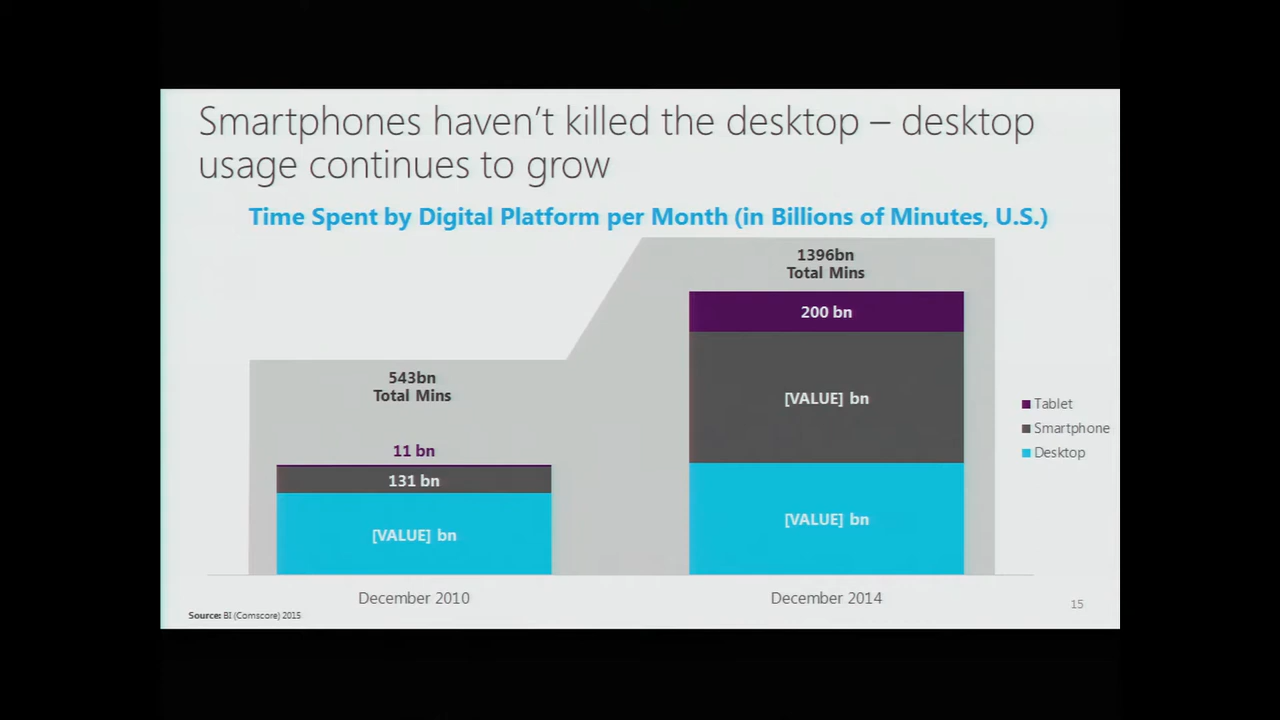 Smartphones haven’t killed the desktop – desktop
usage continues to grow
Time Spent by Digital Platform per Month (in Billions of Minutes, U.S.)
1396bn
Total Mins
200 bn
543bn
Total Mins
[VALUE] bn
Tablet
11 bn
Smartphone
131 bn
Desktop
[VALUE] bn
[VALUE] bn
December 2010
December 2014
15
Source: BI (Comscore) 2015